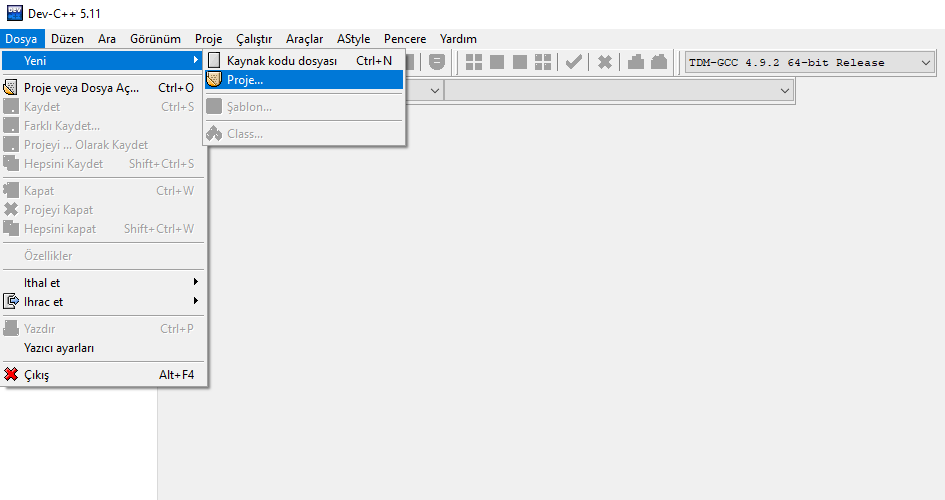 Dev-C++ 5.11
Dosya Düzen Ara Görünüm Proje Çalıştır Araçlar AStyle Pencere Yardım
Yeni
Kaynak kodu dosyası Ctrl+N
Proje...
Şablon...
Class...
TDM-GCC 4.9.2 64-bit Release
Proje veya Dosya Aç... Ctrl+O
Kaydet Ctrl+S
Farklı Kaydet...
Projeyi ... Olarak Kaydet
Hepsini Kaydet Shift+Ctrl+S
Kapat Ctrl+W
Projeyi Kapat
Hepsini kapat Shift+Ctrl+W
Özellikler
Ithal et
Ihrac et
Yazdır Ctrl+P
Yazıcı ayarları
Çıkış Alt+F4